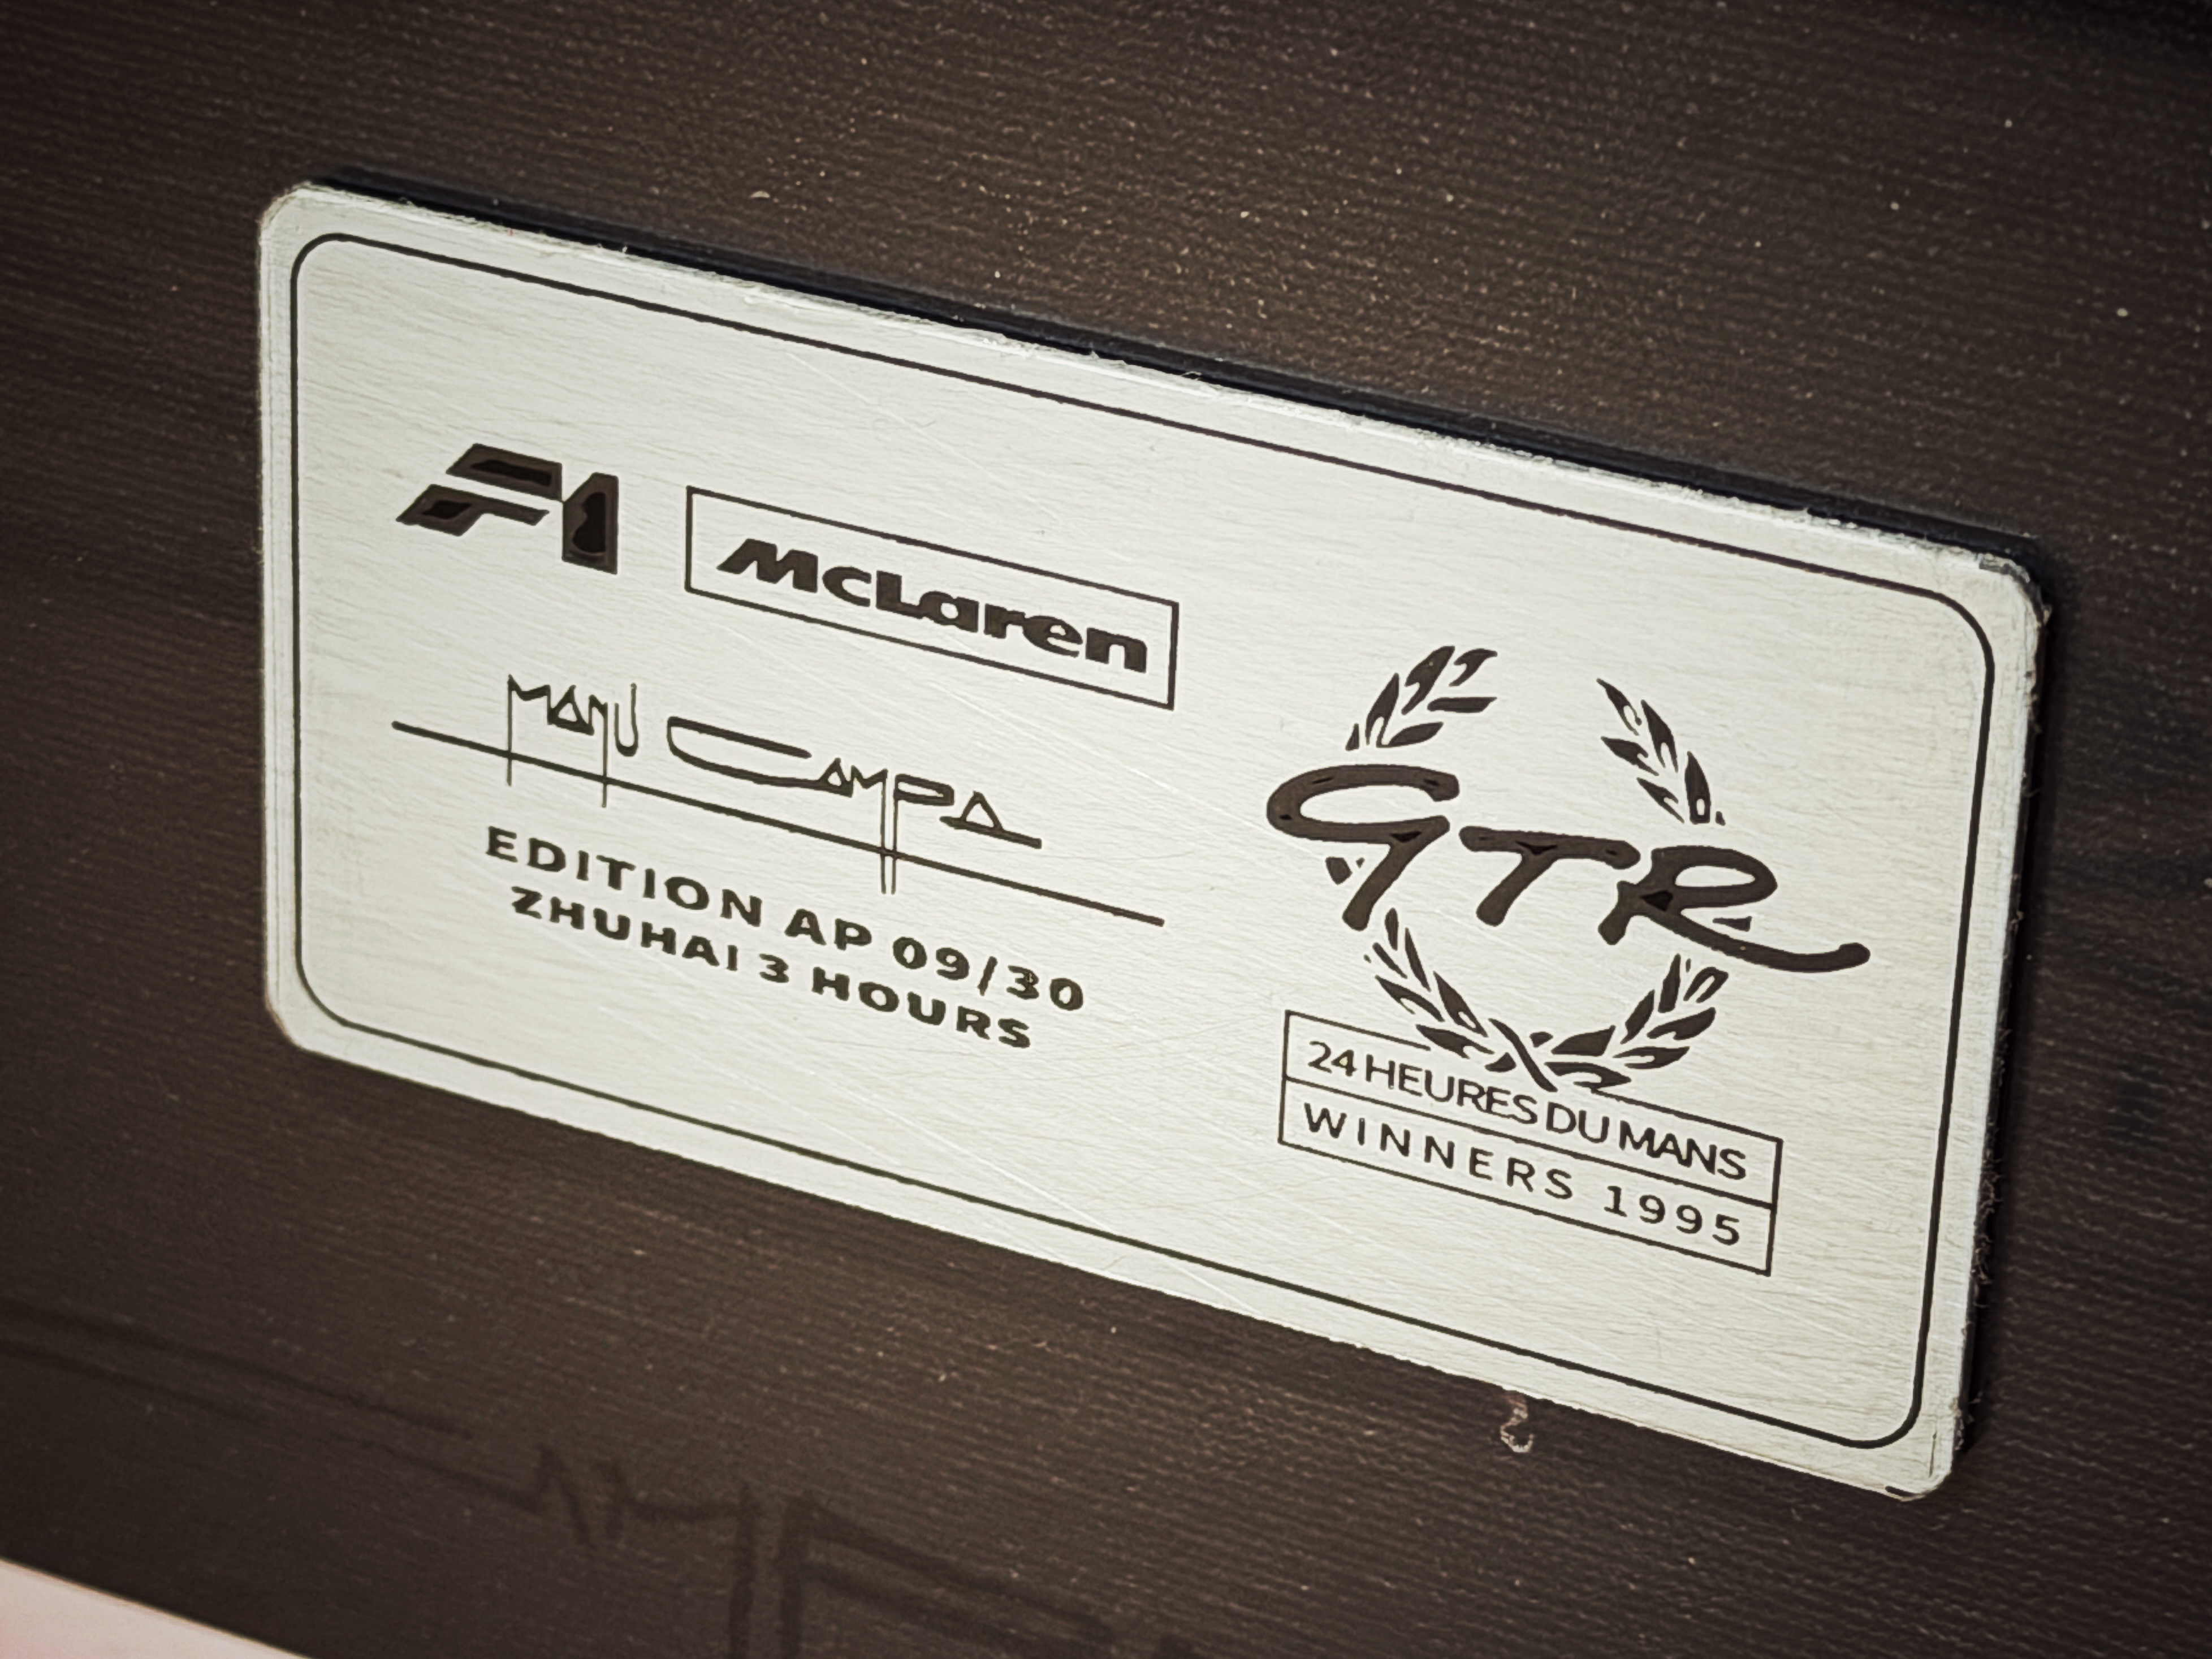 F1 McLaren
MANU CAMPA
EDITION AP 09/30
ZHUHAI 3 HOURS
GTR
24 HEURES DU MANS
WINNERS 1995